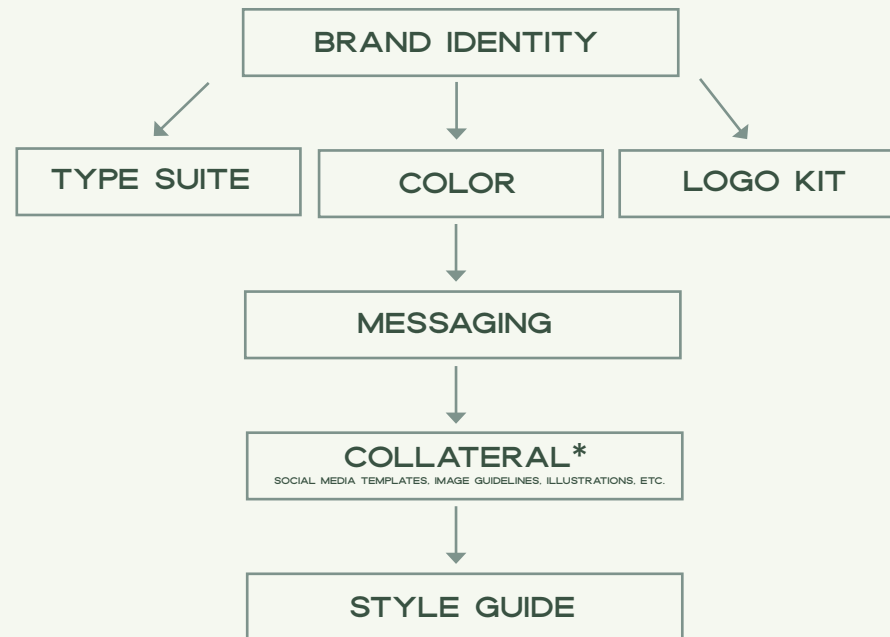 BRAND IDENTITY
TYPE SUITE
COLOR
LOGO KIT
MESSAGING
COLLATERAL*
SOCIAL MEDIA TEMPLATES, IMAGE GUIDELINES, ILLUSTRATIONS, ETC.
STYLE GUIDE